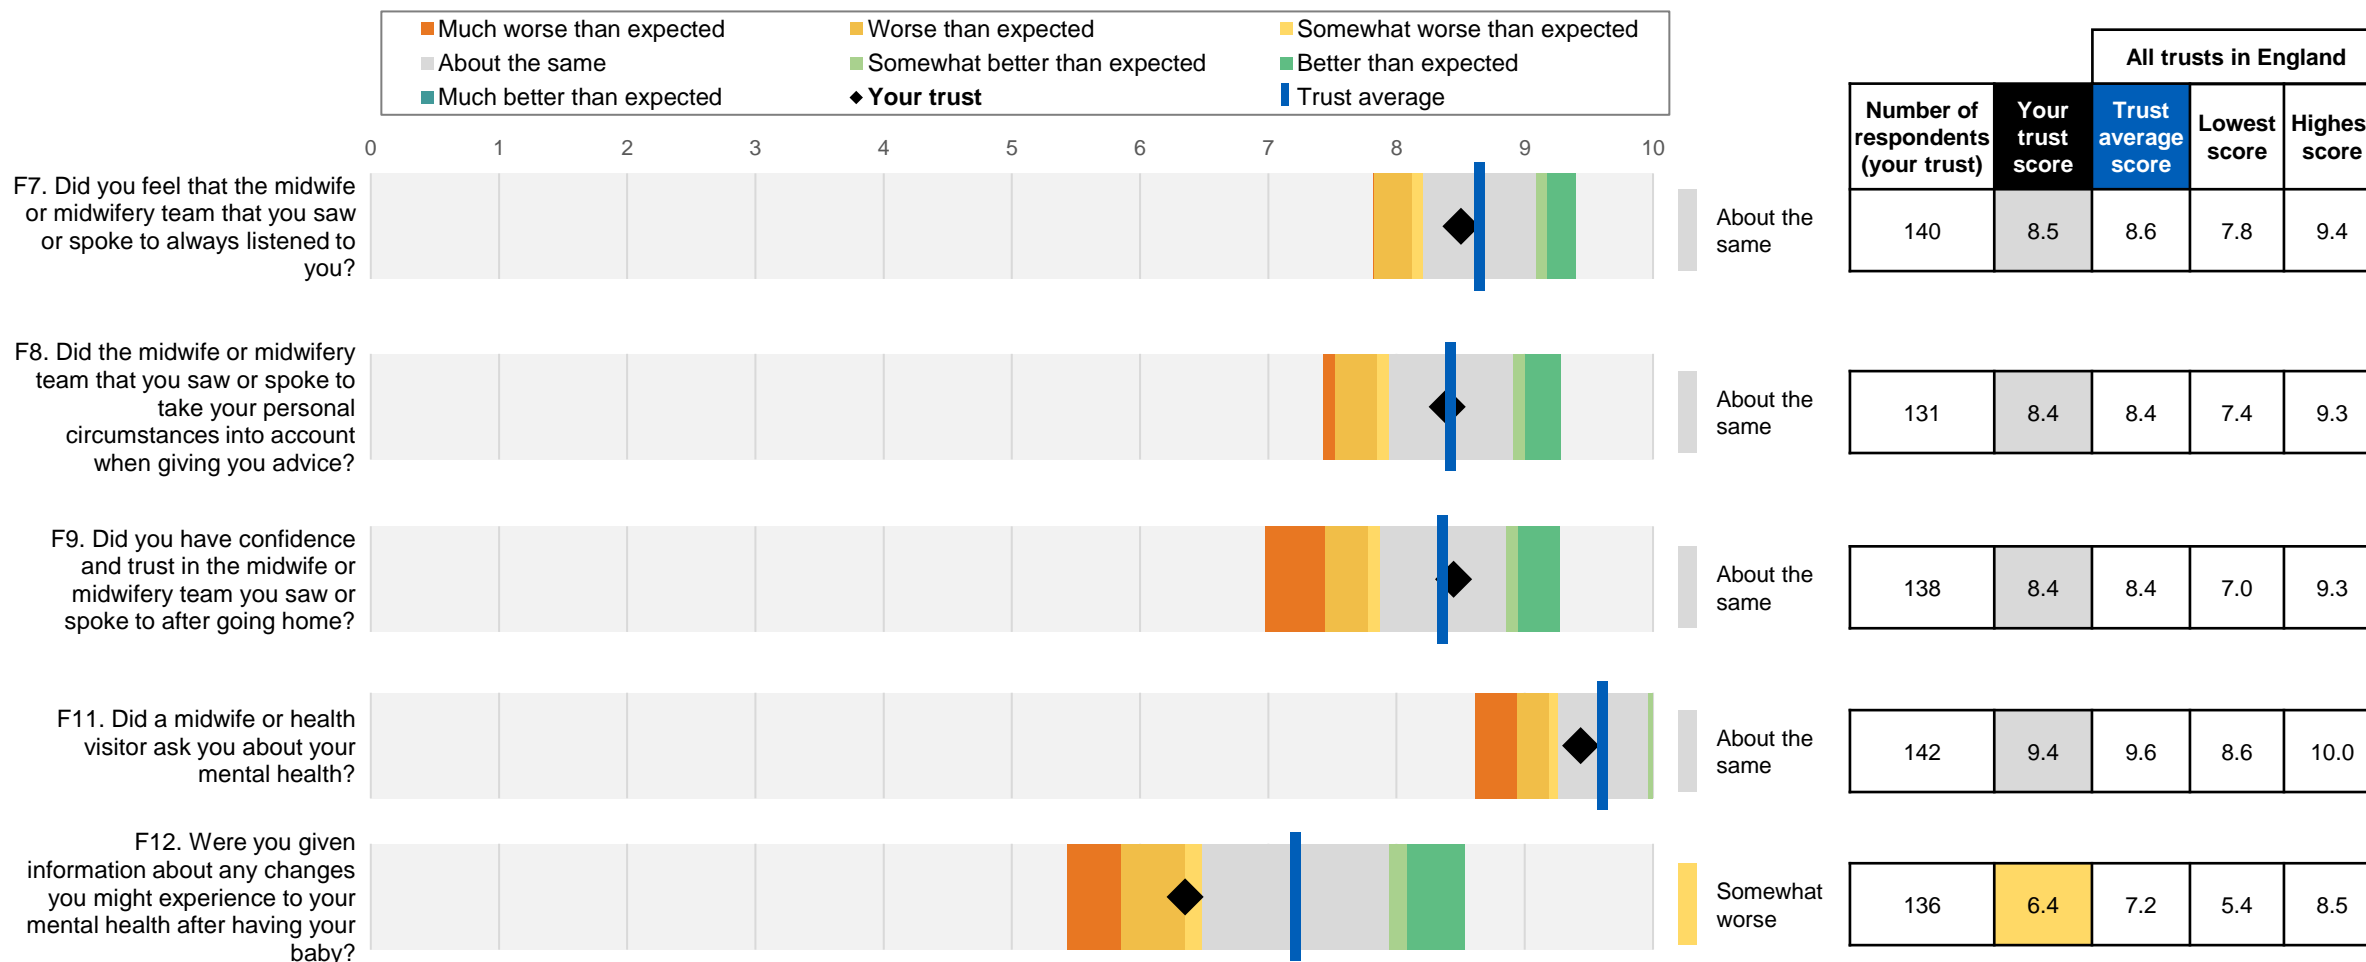 Much worse than expected
Worse than expected
Somewhat worse than expected
About the same
Somewhat better than expected
Better than expected
Much better than expected
Your trust
Trust average
All trusts in England
Number of
respondents
(your trust)
Your
trust
score
Trust
average
score
Lowest
score
Highes
score
0 1 2 3 4 5 6 7 8 9 10
F7. Did you feel that the midwife
or midwifery team that you saw
or spoke to always listened to
you?
About the
same
140 8.5 8.6 7.8 9.4
F8. Did the midwife or midwifery
team that you saw or spoke to
take your personal
circumstances into account
when giving you advice?
About the
same
131 8.4 8.4 7.4 9.3
F9. Did you have confidence
and trust in the midwife or
midwifery team you saw or
spoke to after going home?
About the
same
138 8.4 8.4 7.0 9.3
F11. Did a midwife or health
visitor ask you about your
mental health?
About the
same
142 9.4 9.6 8.6 10.0
F12. Were you given
information about any changes
you might experience to your
mental health after having your
baby?
Somewhat
worse
136 6.4 7.2 5.4 8.5